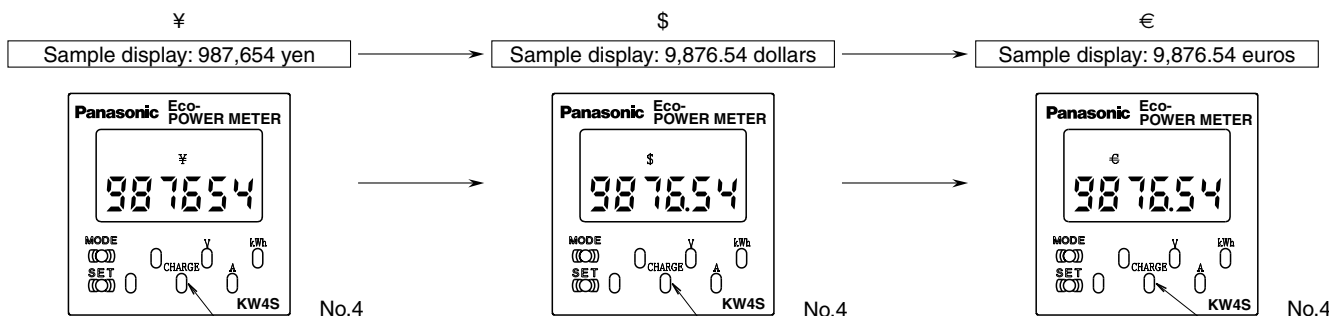 ¥ $ €
Sample display: 987,654 yen Sample display: 9,876.54 dollars Sample display: 9,876.54 euros
Panasonic Eco-POWER METER
¥
987654
MODE V kWh
SET CHARGE A
KW4S No.4
Panasonic Eco-POWER METER
$
9876.54
MODE V kWh
SET CHARGE A
KW4S No.4
Panasonic Eco-POWER METER
€
9876.54
MODE V kWh
SET CHARGE A
KW4S No.4